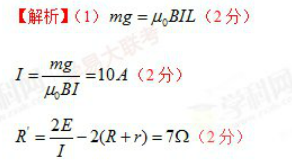 【解析】（1） mg = μ₀BIL（2 分）
I = mg/μ₀BI = 10A（2 分）
R' = 2E/I − 2(R + r) = 7Ω（2 分）